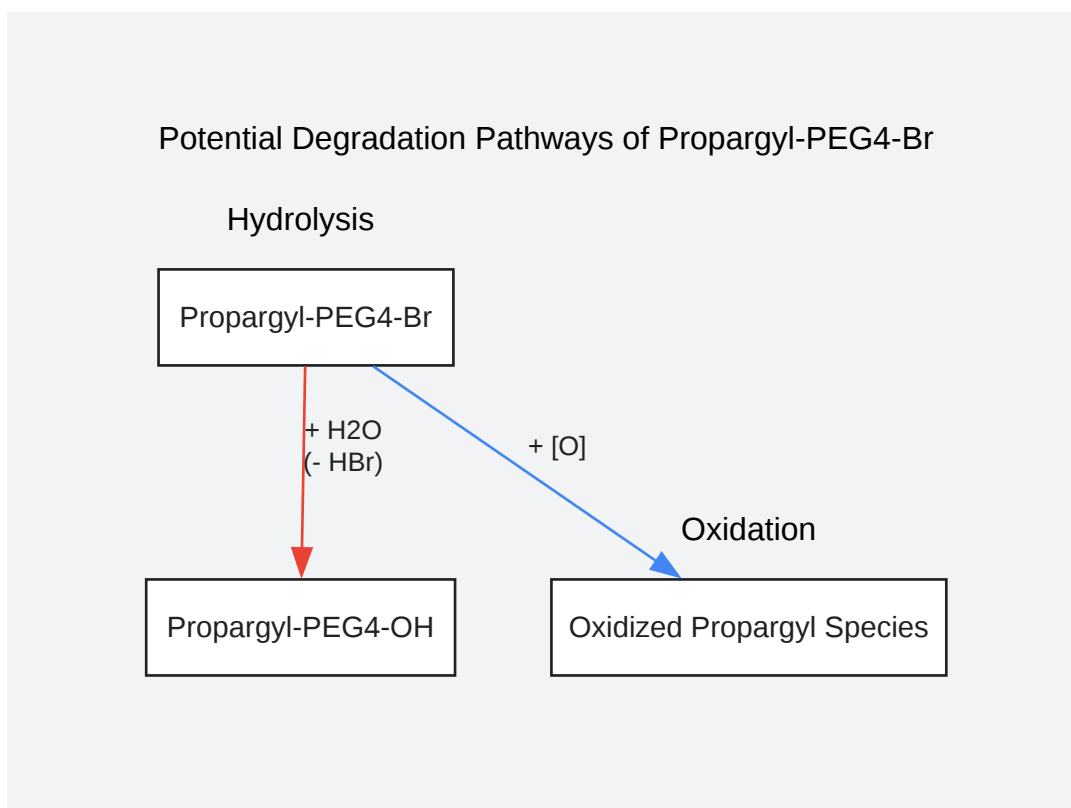 Potential Degradation Pathways of Propargyl-PEG4-Br
Hydrolysis
Propargyl-PEG4-Br
+ H2O
(- HBr)
+ [O]
Oxidation
Propargyl-PEG4-OH
Oxidized Propargyl Species